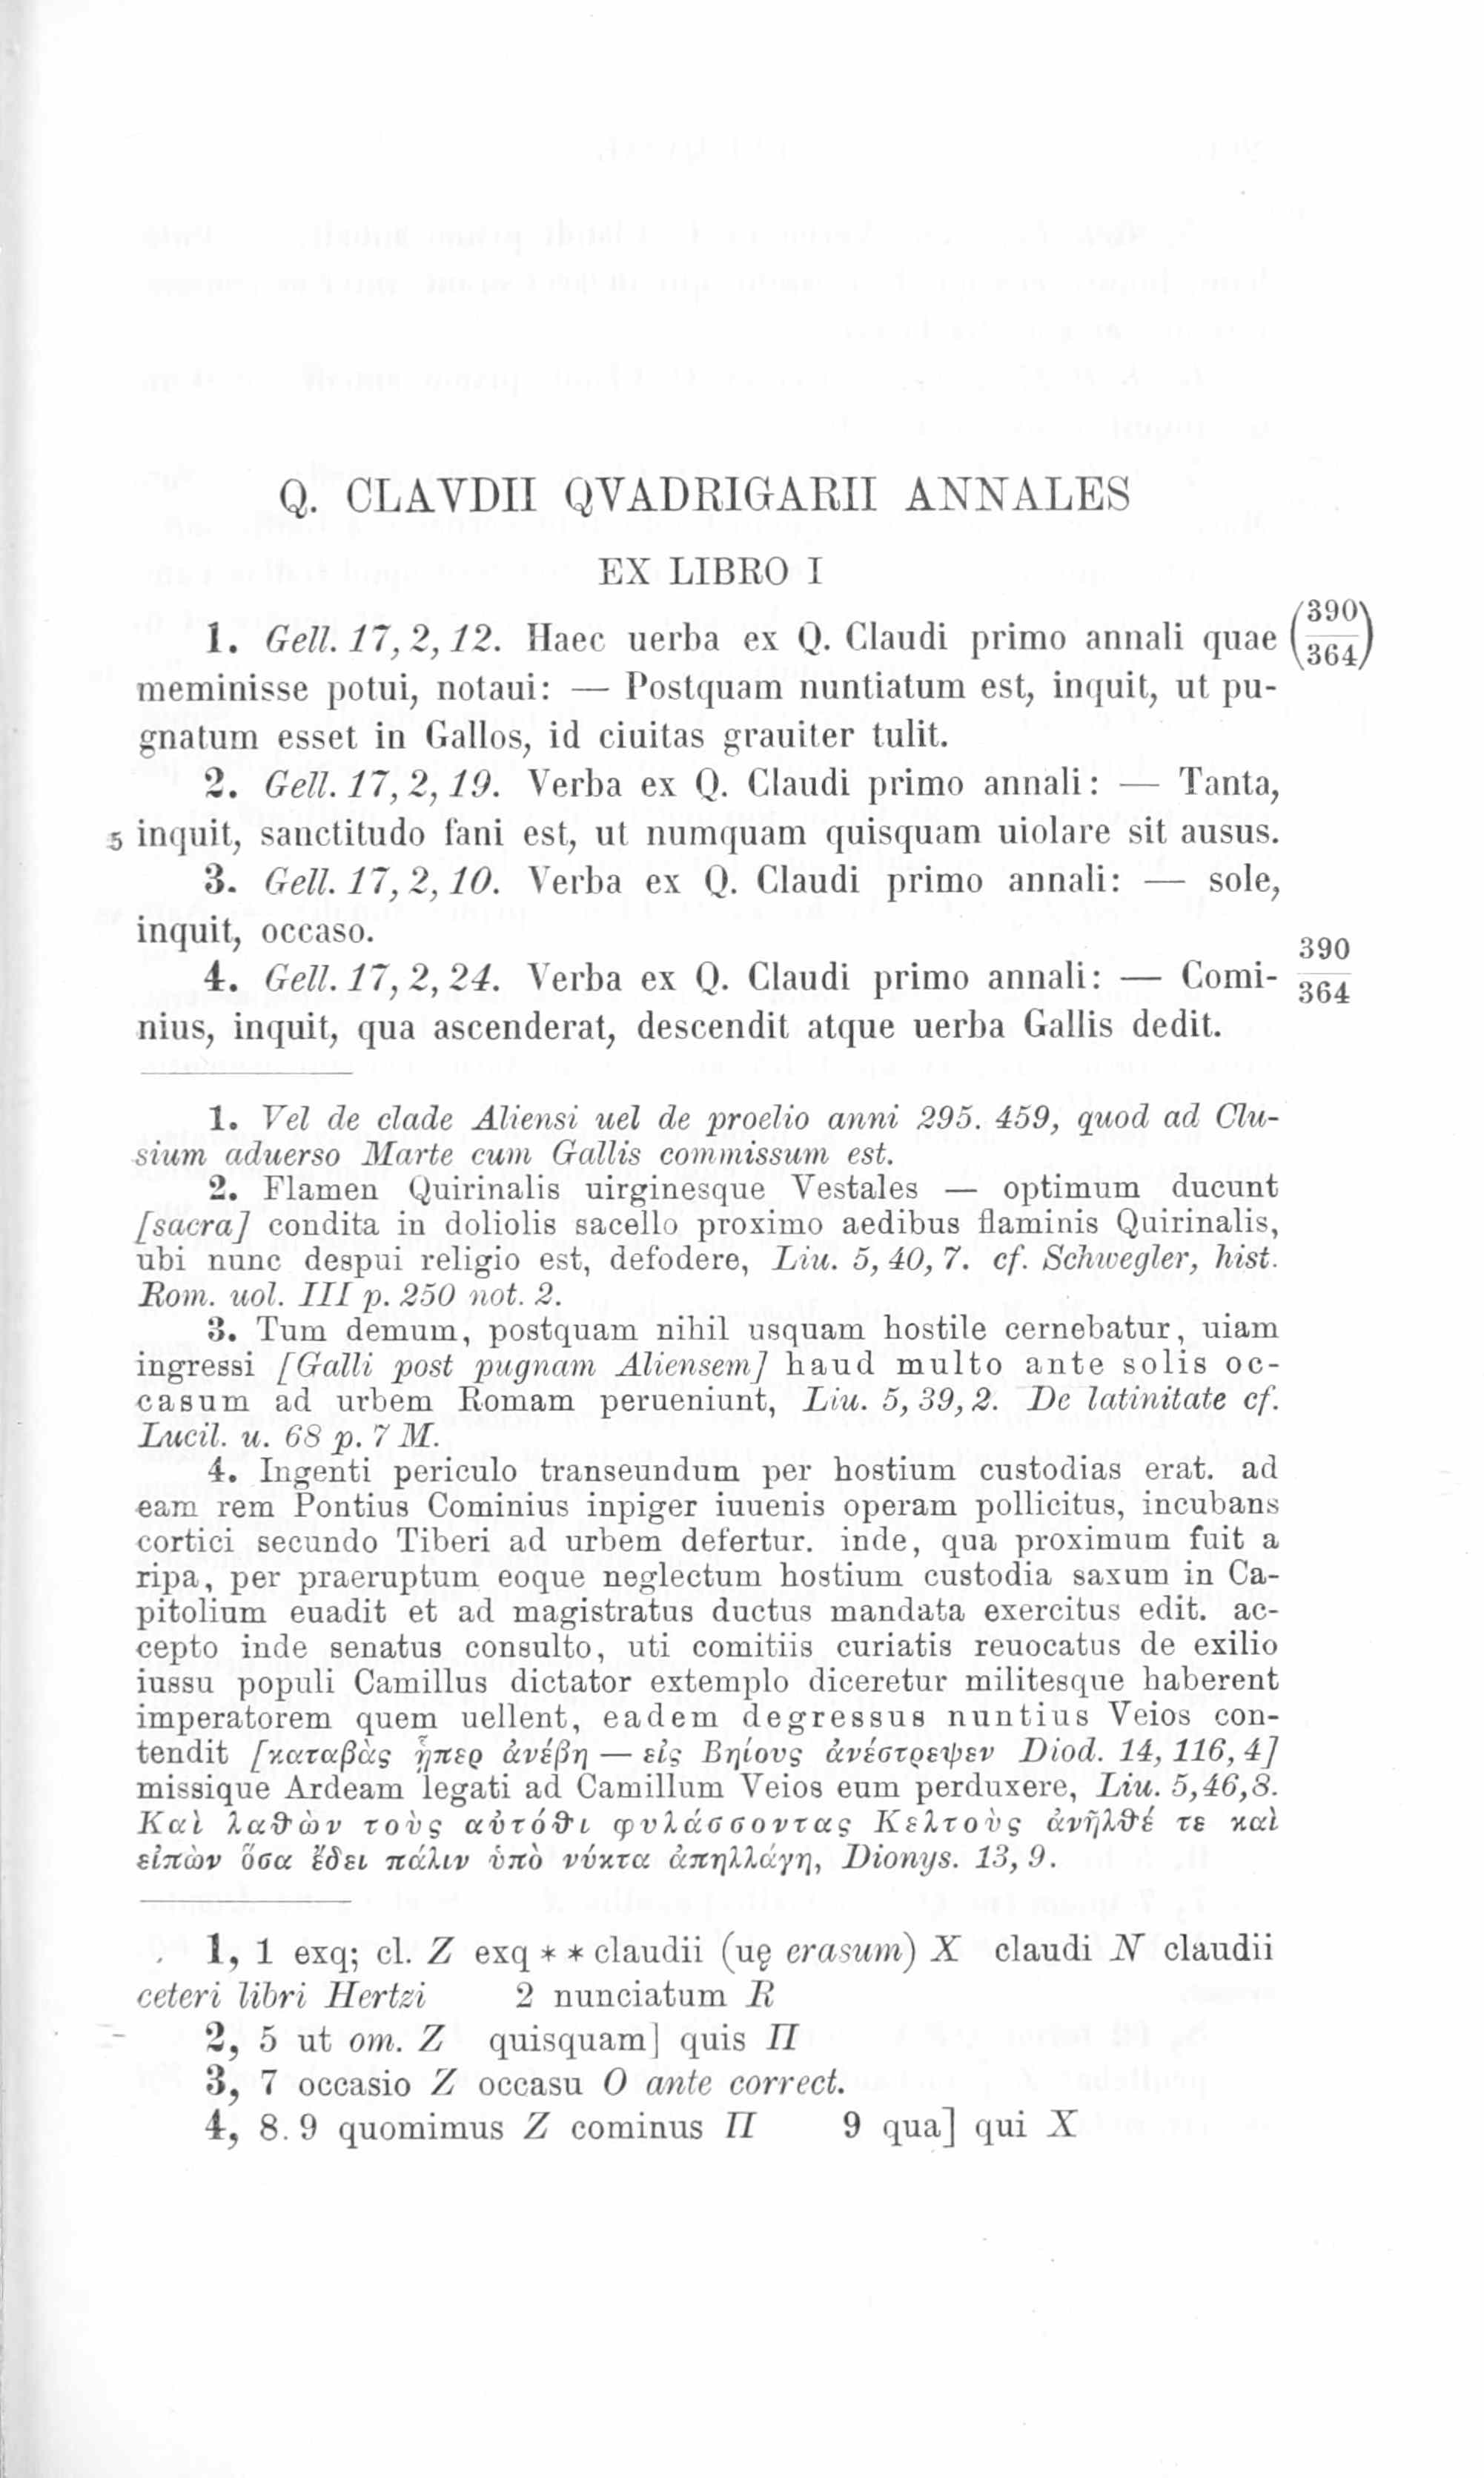 Q. CLAVDII QVADRIGARII ANNALES
EX LIBRO I
1. Gell. 17, 2, 12. Haec uerba ex Q. Claudi primo annali quae (390/364)
meminisse potui, notaui: — Postquam nuntiatum est, inquit, ut pu-
gnatum esset in Gallos, id ciuitas grauiter tulit.
2. Gell. 17, 2, 19. Verba ex Q. Claudi primo annali: — Tanta,
5 inquit, sanctitudo fani est, ut numquam quisquam uiolare sit ausus.
3. Gell. 17, 2, 10. Verba ex Q. Claudi primo annali: — sole,
inquit, occaso.
4. Gell. 17, 2, 24. Verba ex Q. Claudi primo annali: — Comi- 390/364
nius, inquit, qua ascenderat, descendit atque uerba Gallis dedit.
1. Vel de clade Aliensi uel de proelio anni 295. 459, quod ad Clu-
sium aduerso Marte cum Gallis commissum est.
2. Flamen Quirinalis uirginesque Vestales — optimum ducunt
[sacra] condita in doliolis sacello proximo aedibus flaminis Quirinalis,
ubi nunc despui religio est, defodere, Liu. 5, 40, 7. cf. Schwegler, hist.
Rom. uol. III p. 250 not. 2.
3. Tum demum, postquam nihil usquam hostile cernebatur, uiam
ingressi [Galli post pugnam Aliensem] haud multo ante solis oc-
casum ad urbem Romam perueniunt, Liu. 5, 39, 2. De latinitate cf.
Lucil. u. 68 p. 7 M.
4. Ingenti periculo transeundum per hostium custodias erat. ad
eam rem Pontius Cominius inpiger iuuenis operam pollicitus, incubans
cortici secundo Tiberi ad urbem defertur. inde, qua proximum fuit a
ripa, per praeruptum eoque neglectum hostium custodia saxum in Ca-
pitolium euadit et ad magistratus ductus mandata exercitus edit. ac-
cepto inde senatus consulto, uti comitiis curiatis reuocatus de exilio
iussu populi Camillus dictator extemplo diceretur militesque haberent
imperatorem quem uellent, eadem degressus nuntius Veios con-
tendit [καταβὰς ᾗπερ ἀνέβη — εἰς Βηίους ἀνέστρεψεν Diod. 14, 116, 4]
missique Ardeam legati ad Camillum Veios eum perduxere, Liu. 5,46,8.
Καὶ λαθὼν τοὺς αὐτόθι φυλάσσοντας Κελτοὺς ἀνῆλθέ τε καὶ
εἰπὼν ὅσα ἔδει πάλιν ὑπὸ νύκτα ἀπηλλάγη, Dionys. 13, 9.
1, 1 exq; cl. Z exq * * claudii (uę erasum) X claudi N claudii
ceteri libri Hertzi 2 nunciatum R
2, 5 ut om. Z quisquam] quis Π
3, 7 occasio Z occasu O ante correct.
4, 8. 9 quomimus Z cominus Π 9 qua] qui X